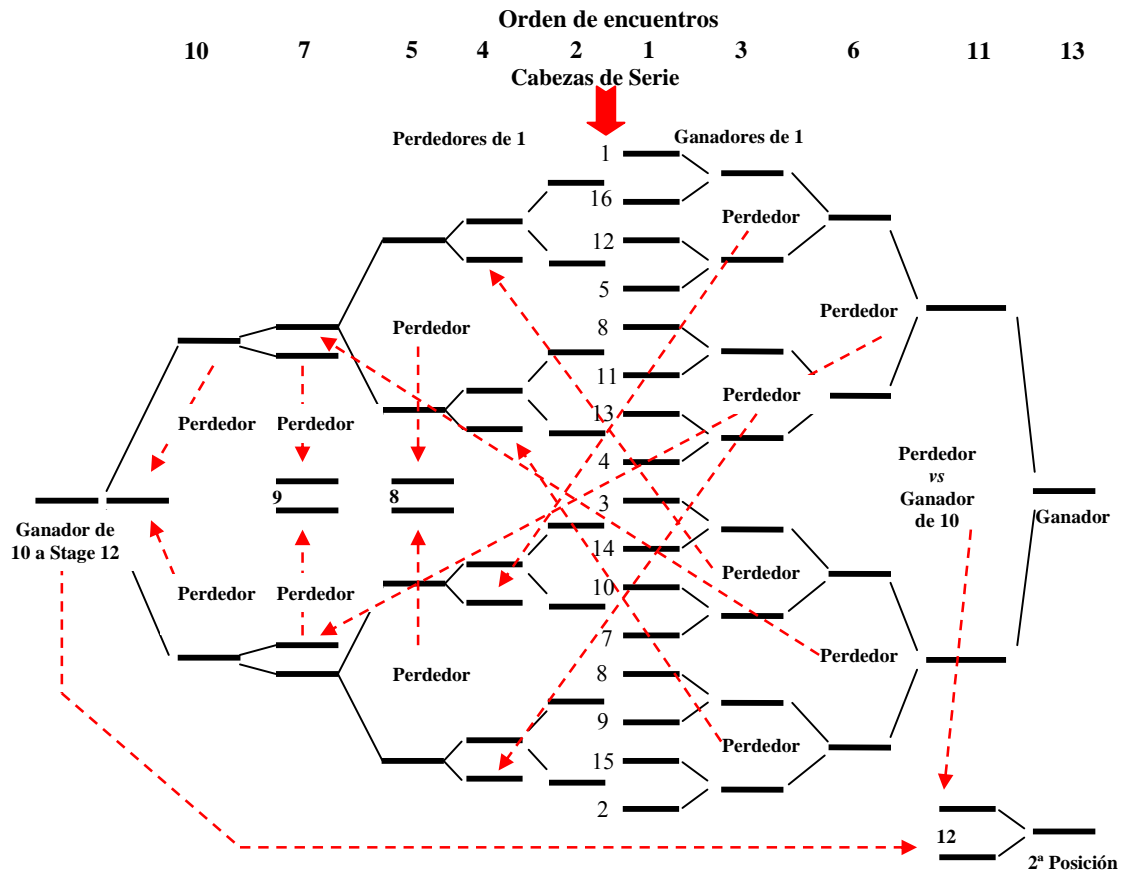 Orden de encuentros
10 7 5 4 2 1 3 6 11 13
Cabezas de Serie
Perdedores de 1
Ganadores de 1
1
16
Perdedor
12
5
Perdedor
Perdedor
8
11
Perdedor
13
Perdedor
Perdedor
4
Perdedor
vs
Ganador
de 10
9
8
3
Ganador de
10 a Stage 12
Ganador
14
Perdedor
10
Perdedor
Perdedor
7
Perdedor
Perdedor
8
9
Perdedor
15
2
12
2ª Posición